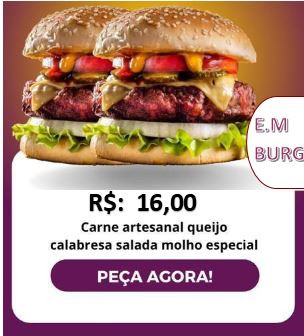 E.M
BURG
R$: 16,00
Carne artesanal queijo
calabresa salada molho especial
PEÇA AGORA!